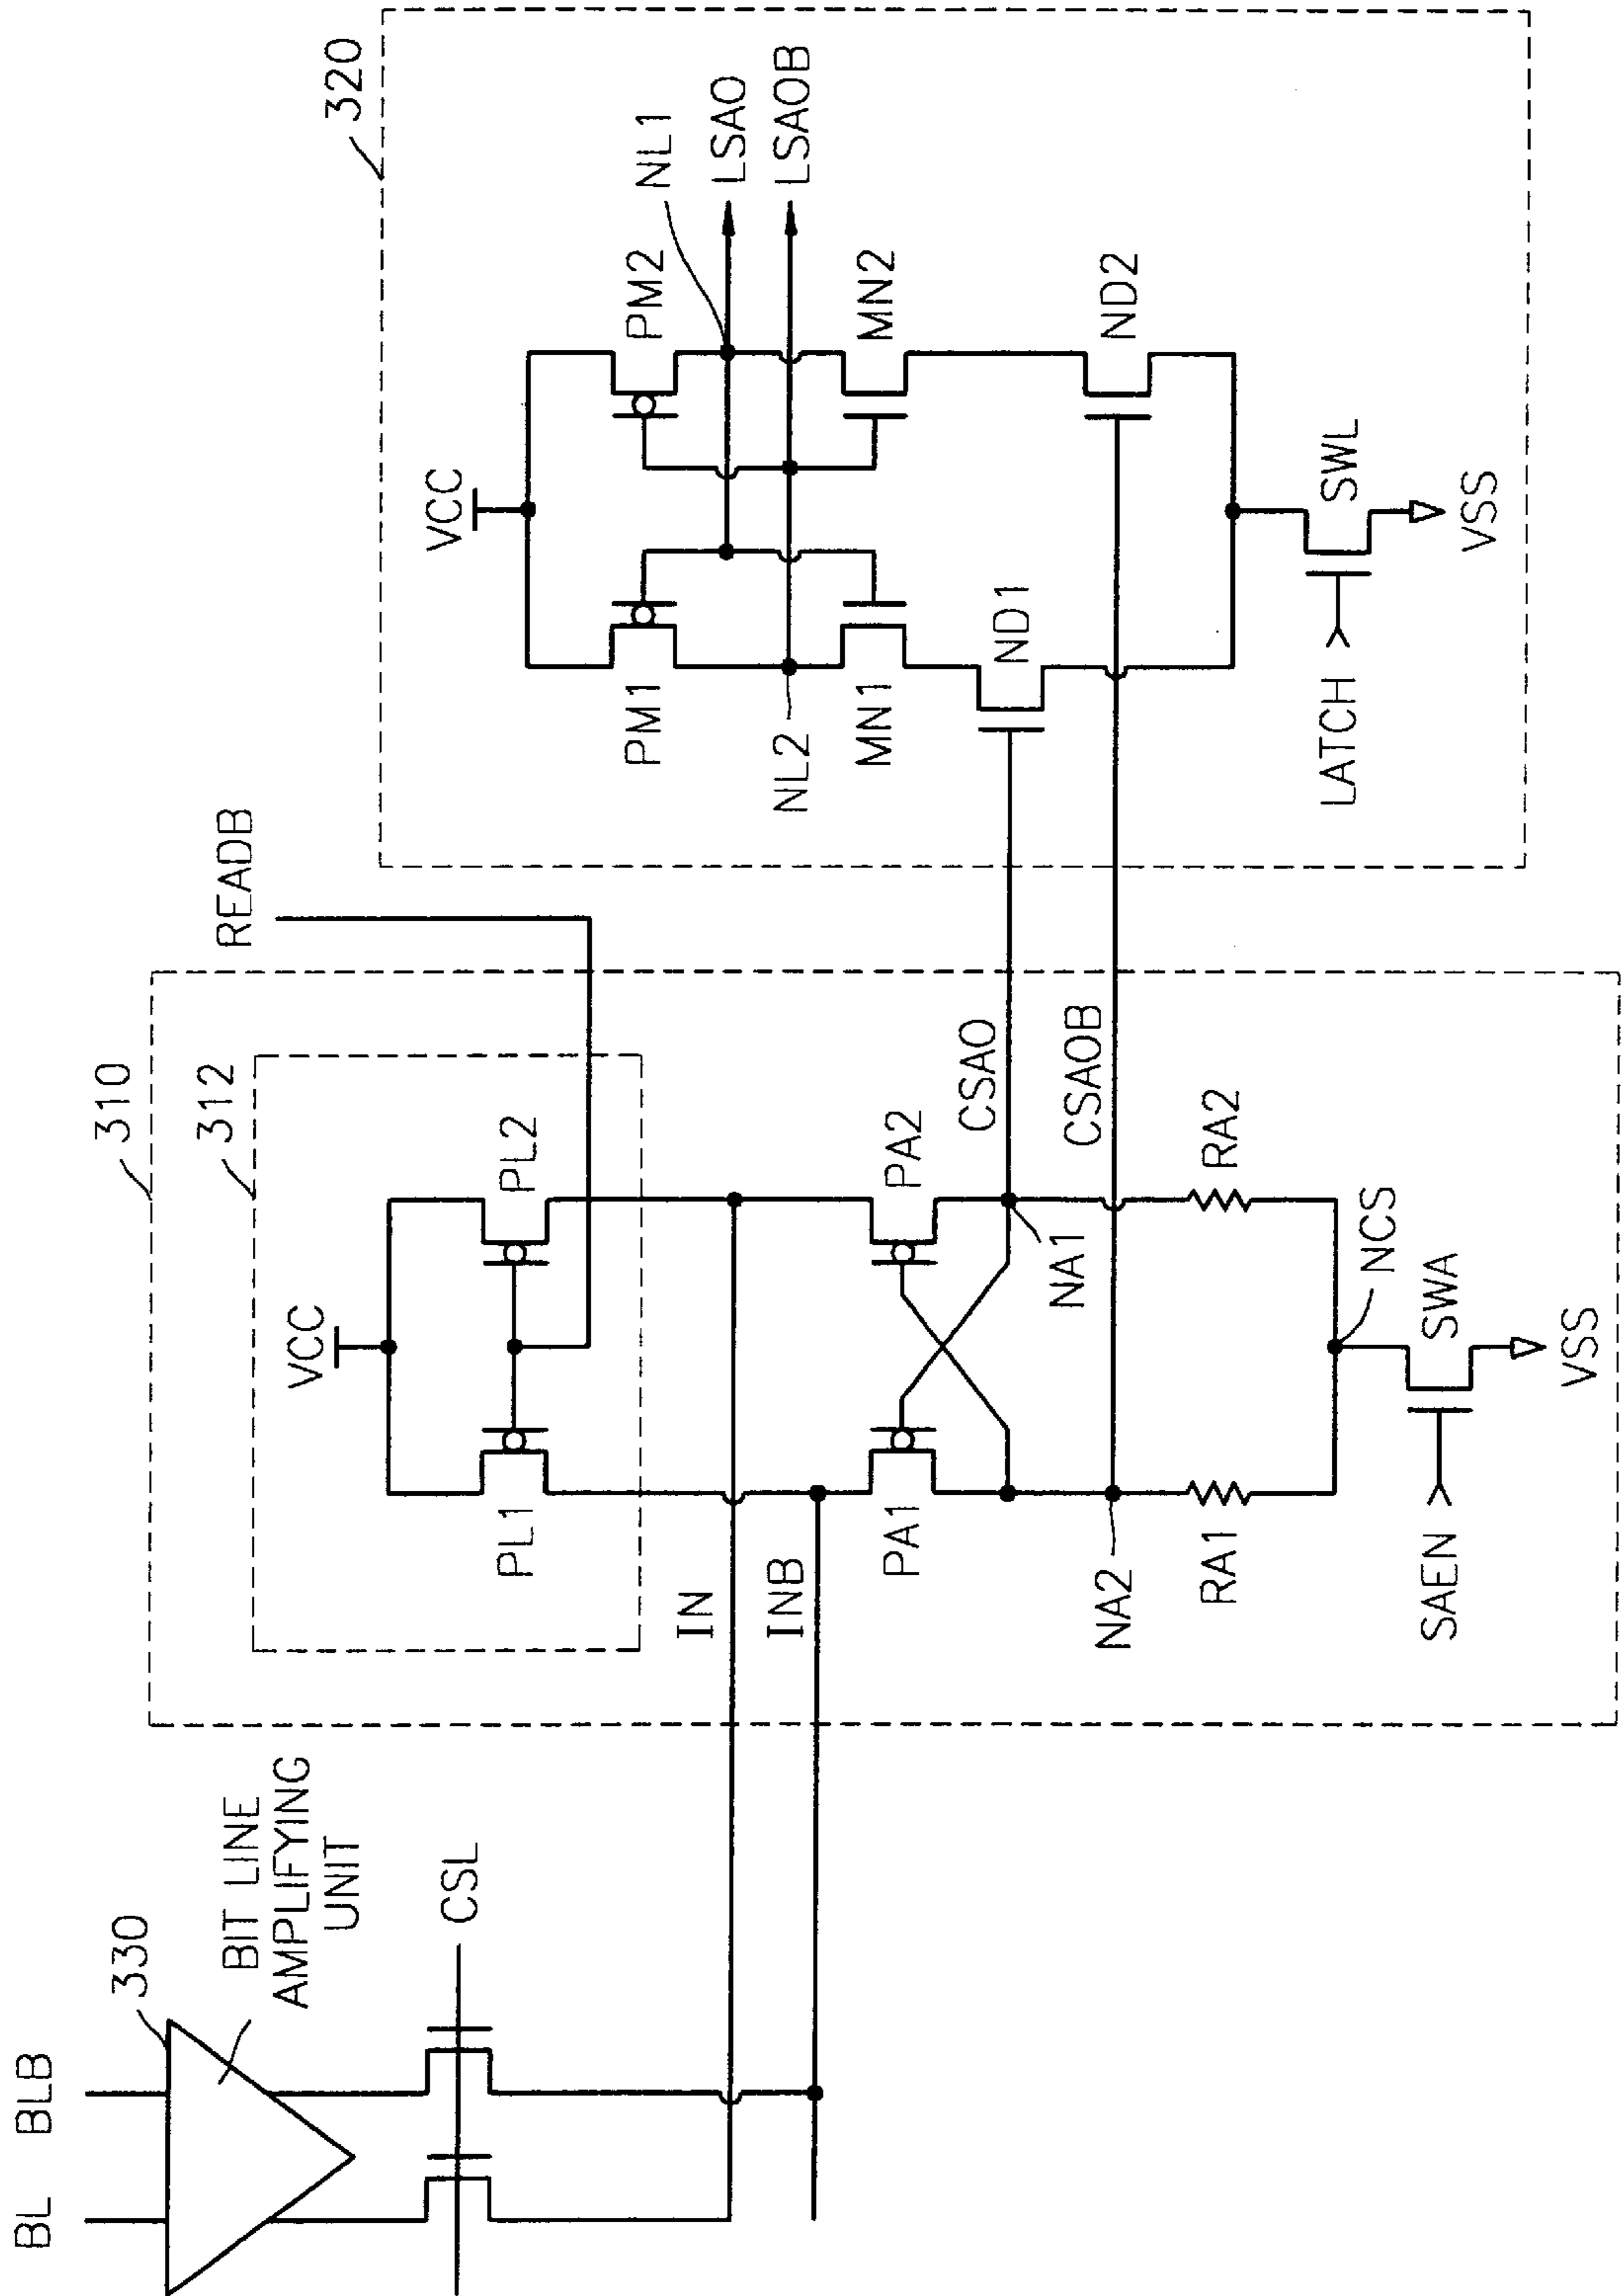 BL BLB
330
BIT LINE
AMPLIFYING
UNIT
CSL
310
312
VCC
PL1
PL2
READB
IN
INB
PA1
PA2
CSAO
CSAOB
NA1
NA2
RA1
RA2
NCS
SAEN
SWA
VSS
320
VCC
PM1
PM2
NL1
LSAO
LSAOB
NL2
MN1
MN2
ND1
ND2
LATCH
SWL
VSS